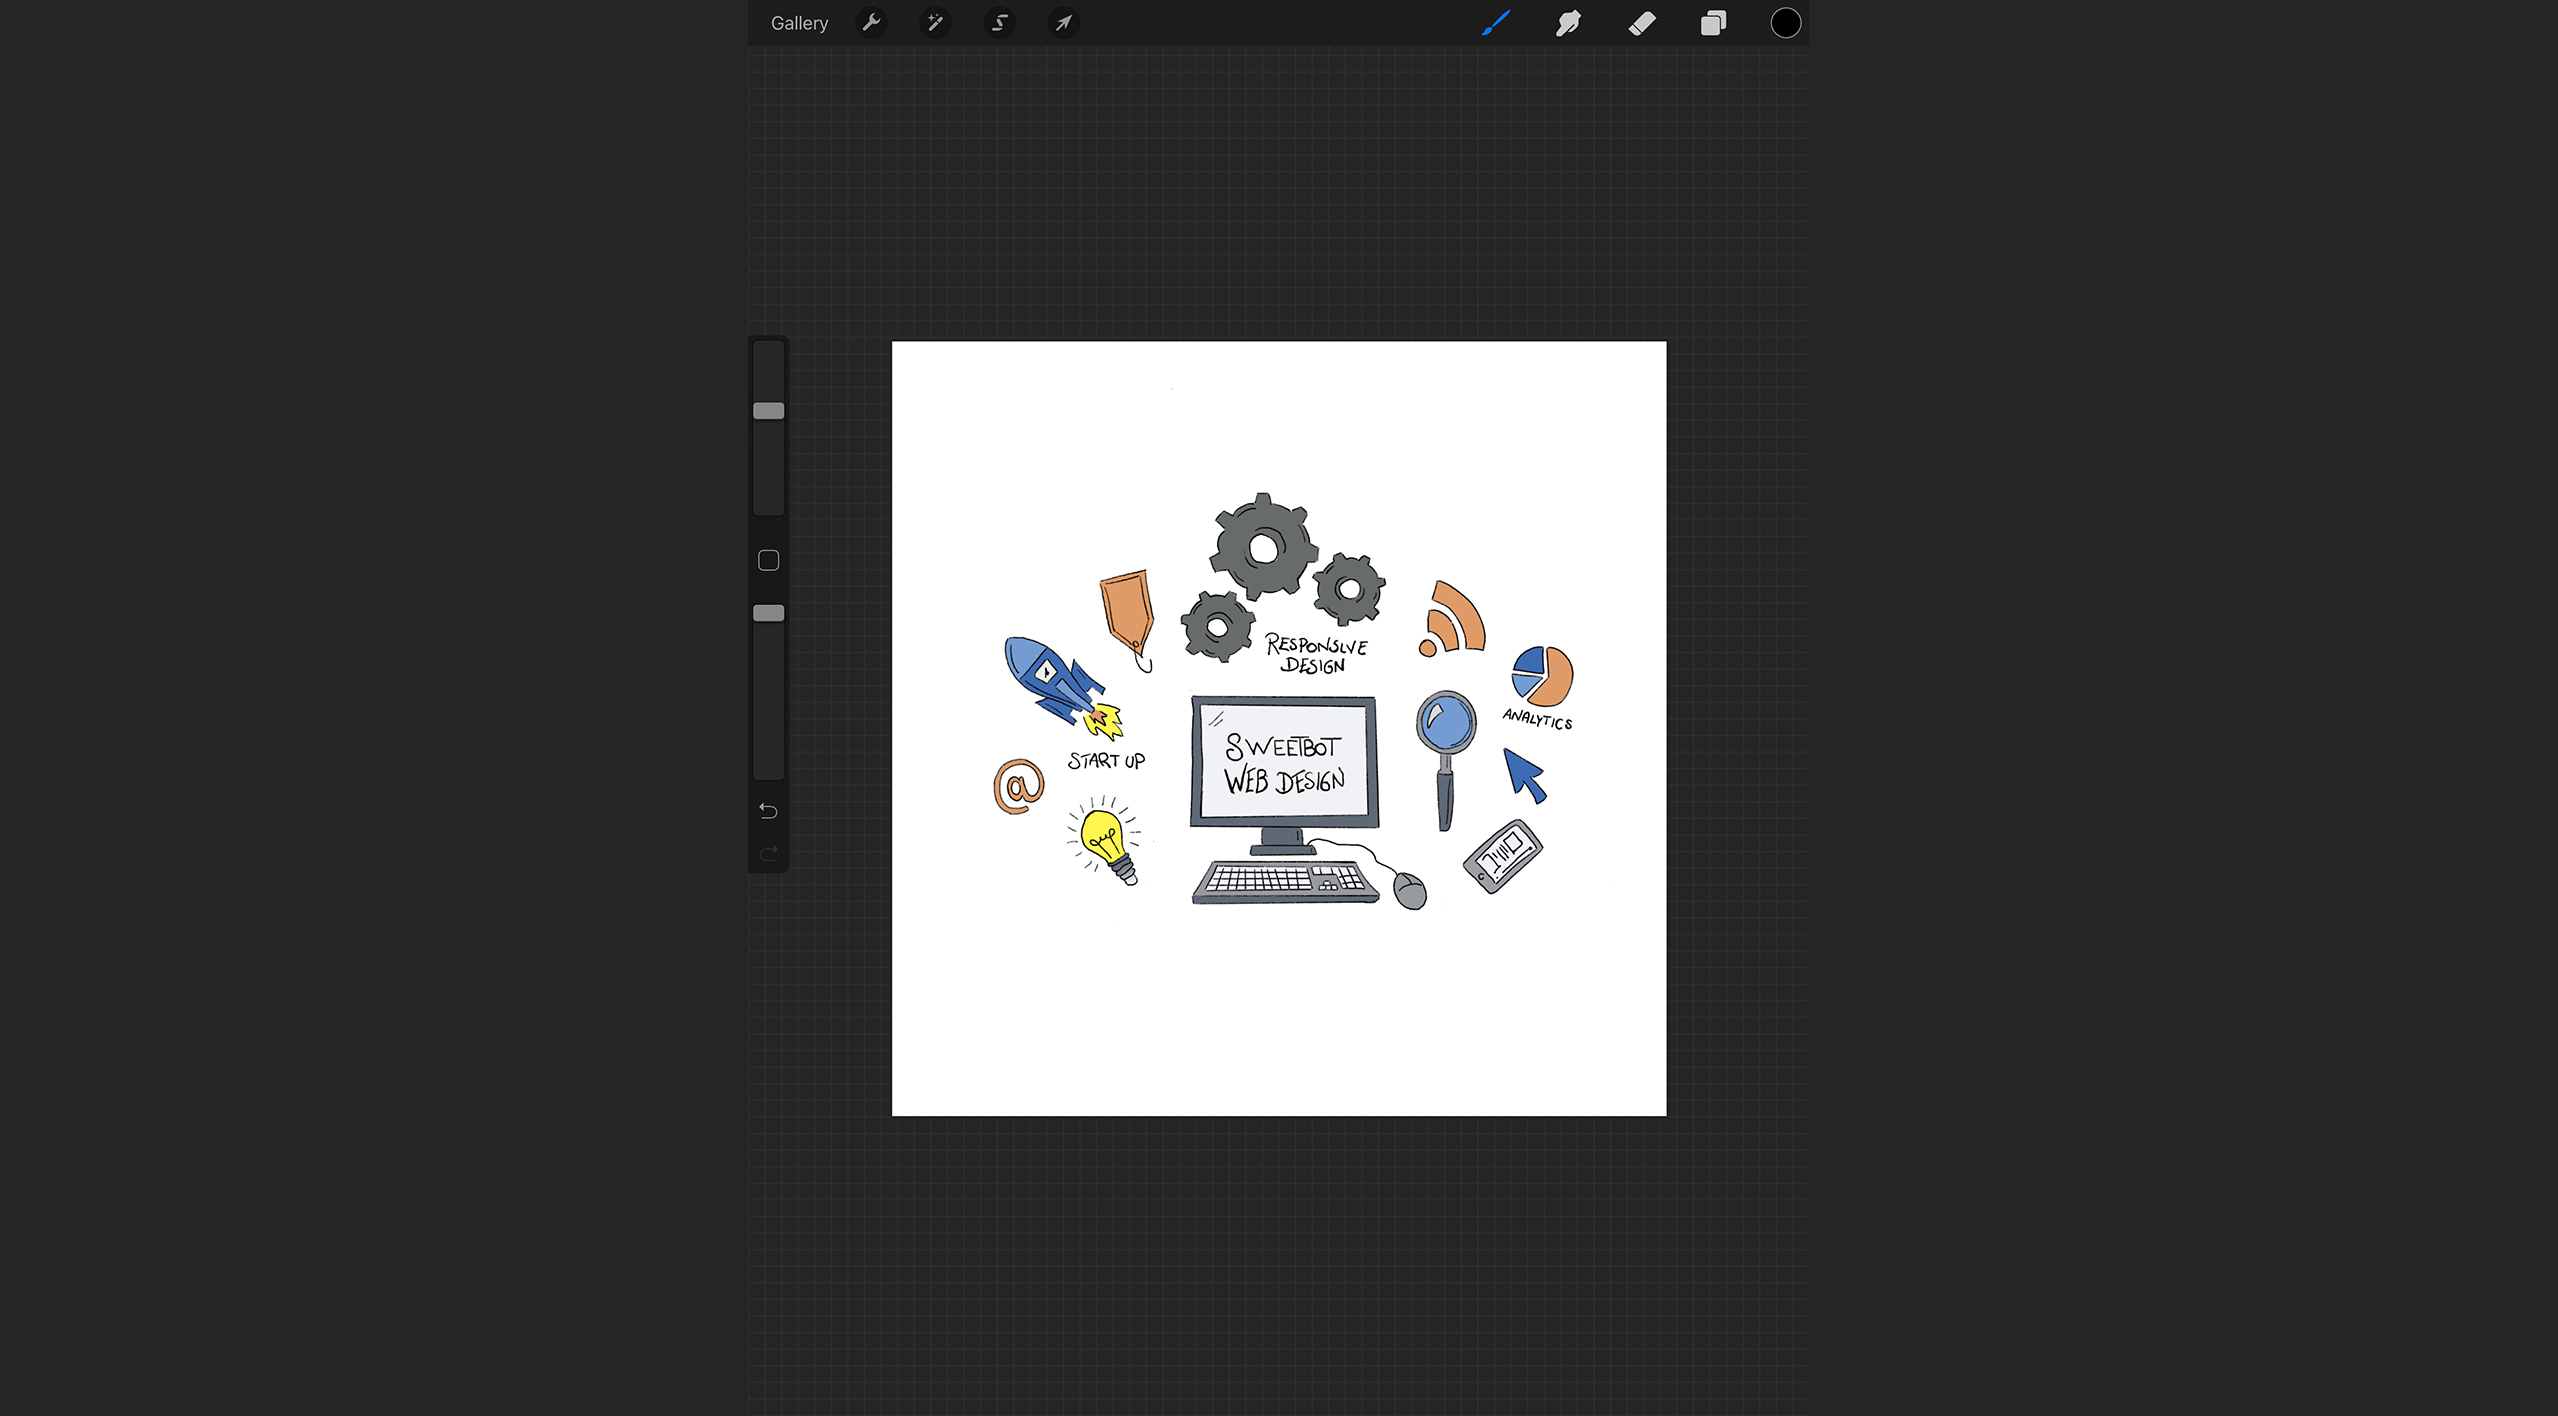 Gallery
RESPONSIVE
DESIGN
ANALYTICS
START UP
SWEETBOT
WEB DESIGN
@